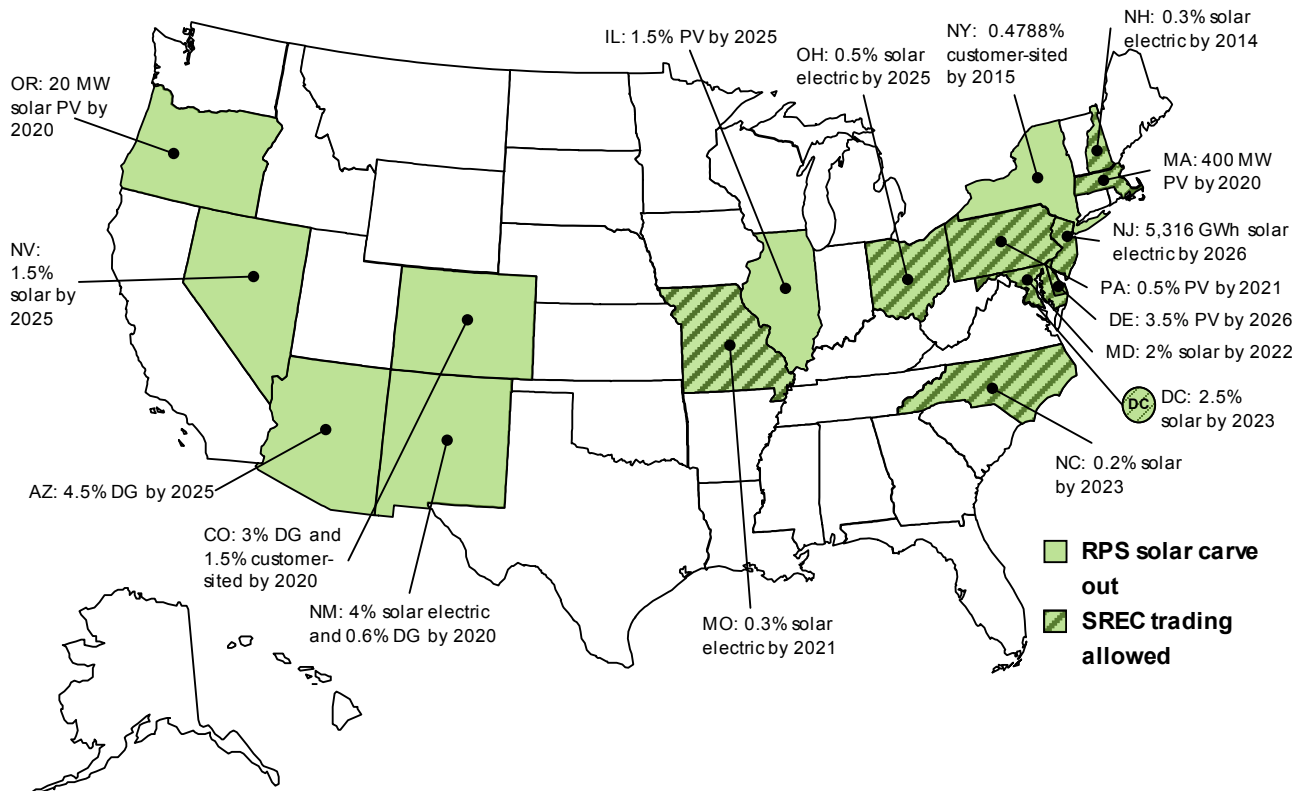 IL: 1.5% PV by 2025
OH: 0.5% solar
electric by 2025
NY: 0.4788%
customer-sited
by 2015
NH: 0.3% solar
electric by 2014
OR: 20 MW
solar PV by
2020
MA: 400 MW
PV by 2020
NV:
1.5%
solar by
2025
NJ: 5,316 GWh solar
electric by 2026
PA: 0.5% PV by 2021
DE: 3.5% PV by 2026
MD: 2% solar by 2022
DC
DC: 2.5%
solar by 2023
NC: 0.2% solar
by 2023
AZ: 4.5% DG by 2025
CO: 3% DG and
1.5% customer-
sited by 2020
NM: 4% solar electric
and 0.6% DG by 2020
MO: 0.3% solar
electric by 2021
RPS solar carve
out
SREC trading
allowed